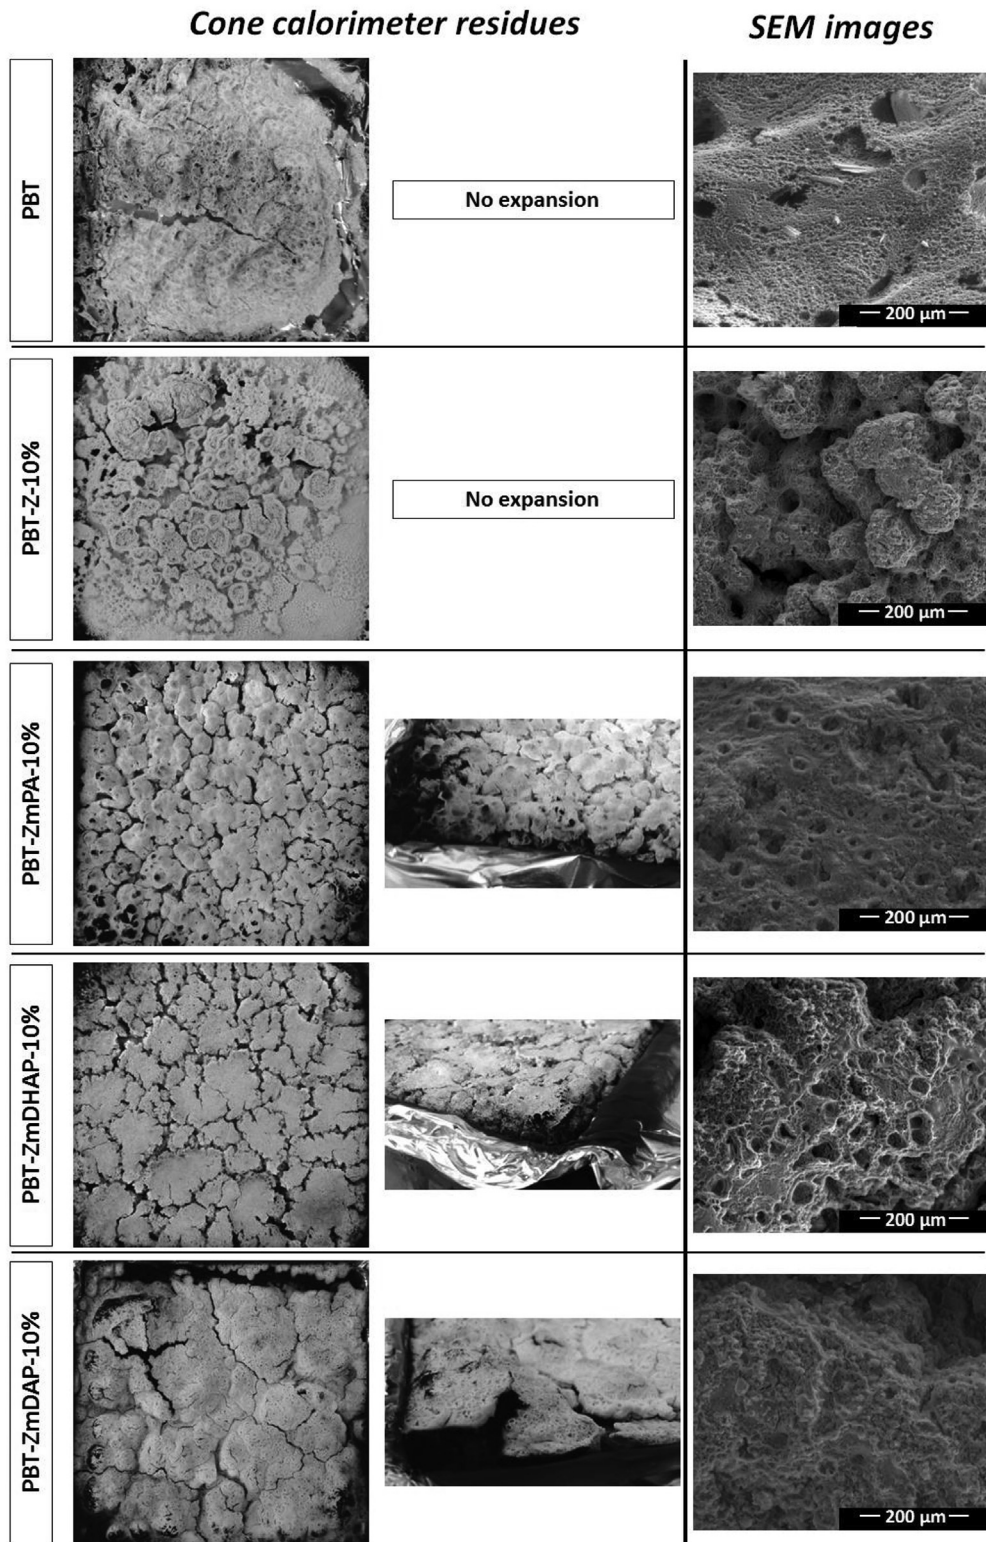 Cone calorimeter residues
SEM images
PBT
No expansion
200 µm
PBT-Z-10%
No expansion
200 µm
PBT-ZmPA-10%
200 µm
PBT-ZmDHAP-10%
200 µm
PBT-ZmDAP-10%
200 µm